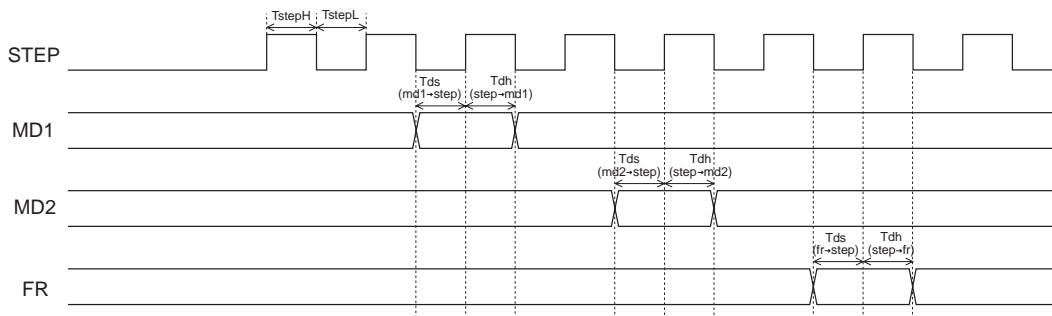 TstepH TstepL
STEP
Tds Tdh
(md1→step) (step→md1)
MD1
Tds Tdh
(md2→step) (step→md2)
MD2
Tds Tdh
(fr→step) (step→fr)
FR